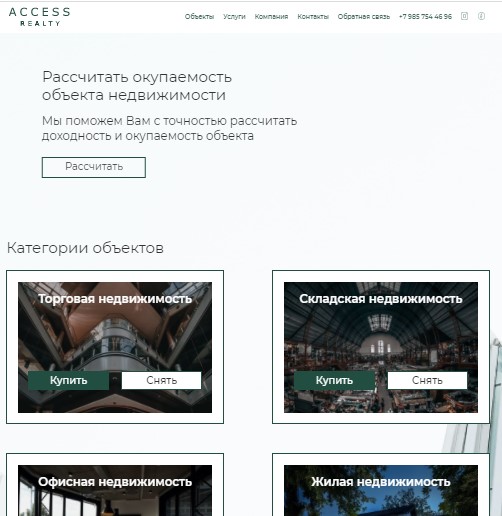 ACCESS
REALTY
Объекты Услуги Компания Контакты Обратная связь +7 985 754 46 96
Рассчитать окупаемость
объекта недвижимости
Мы поможем Вам с точностью рассчитать
доходность и окупаемость объекта
Рассчитать
Категории объектов
Торговая недвижимость
Купить Снять
Складская недвижимость
Купить Снять
Офисная недвижимость
Жилая недвижимость